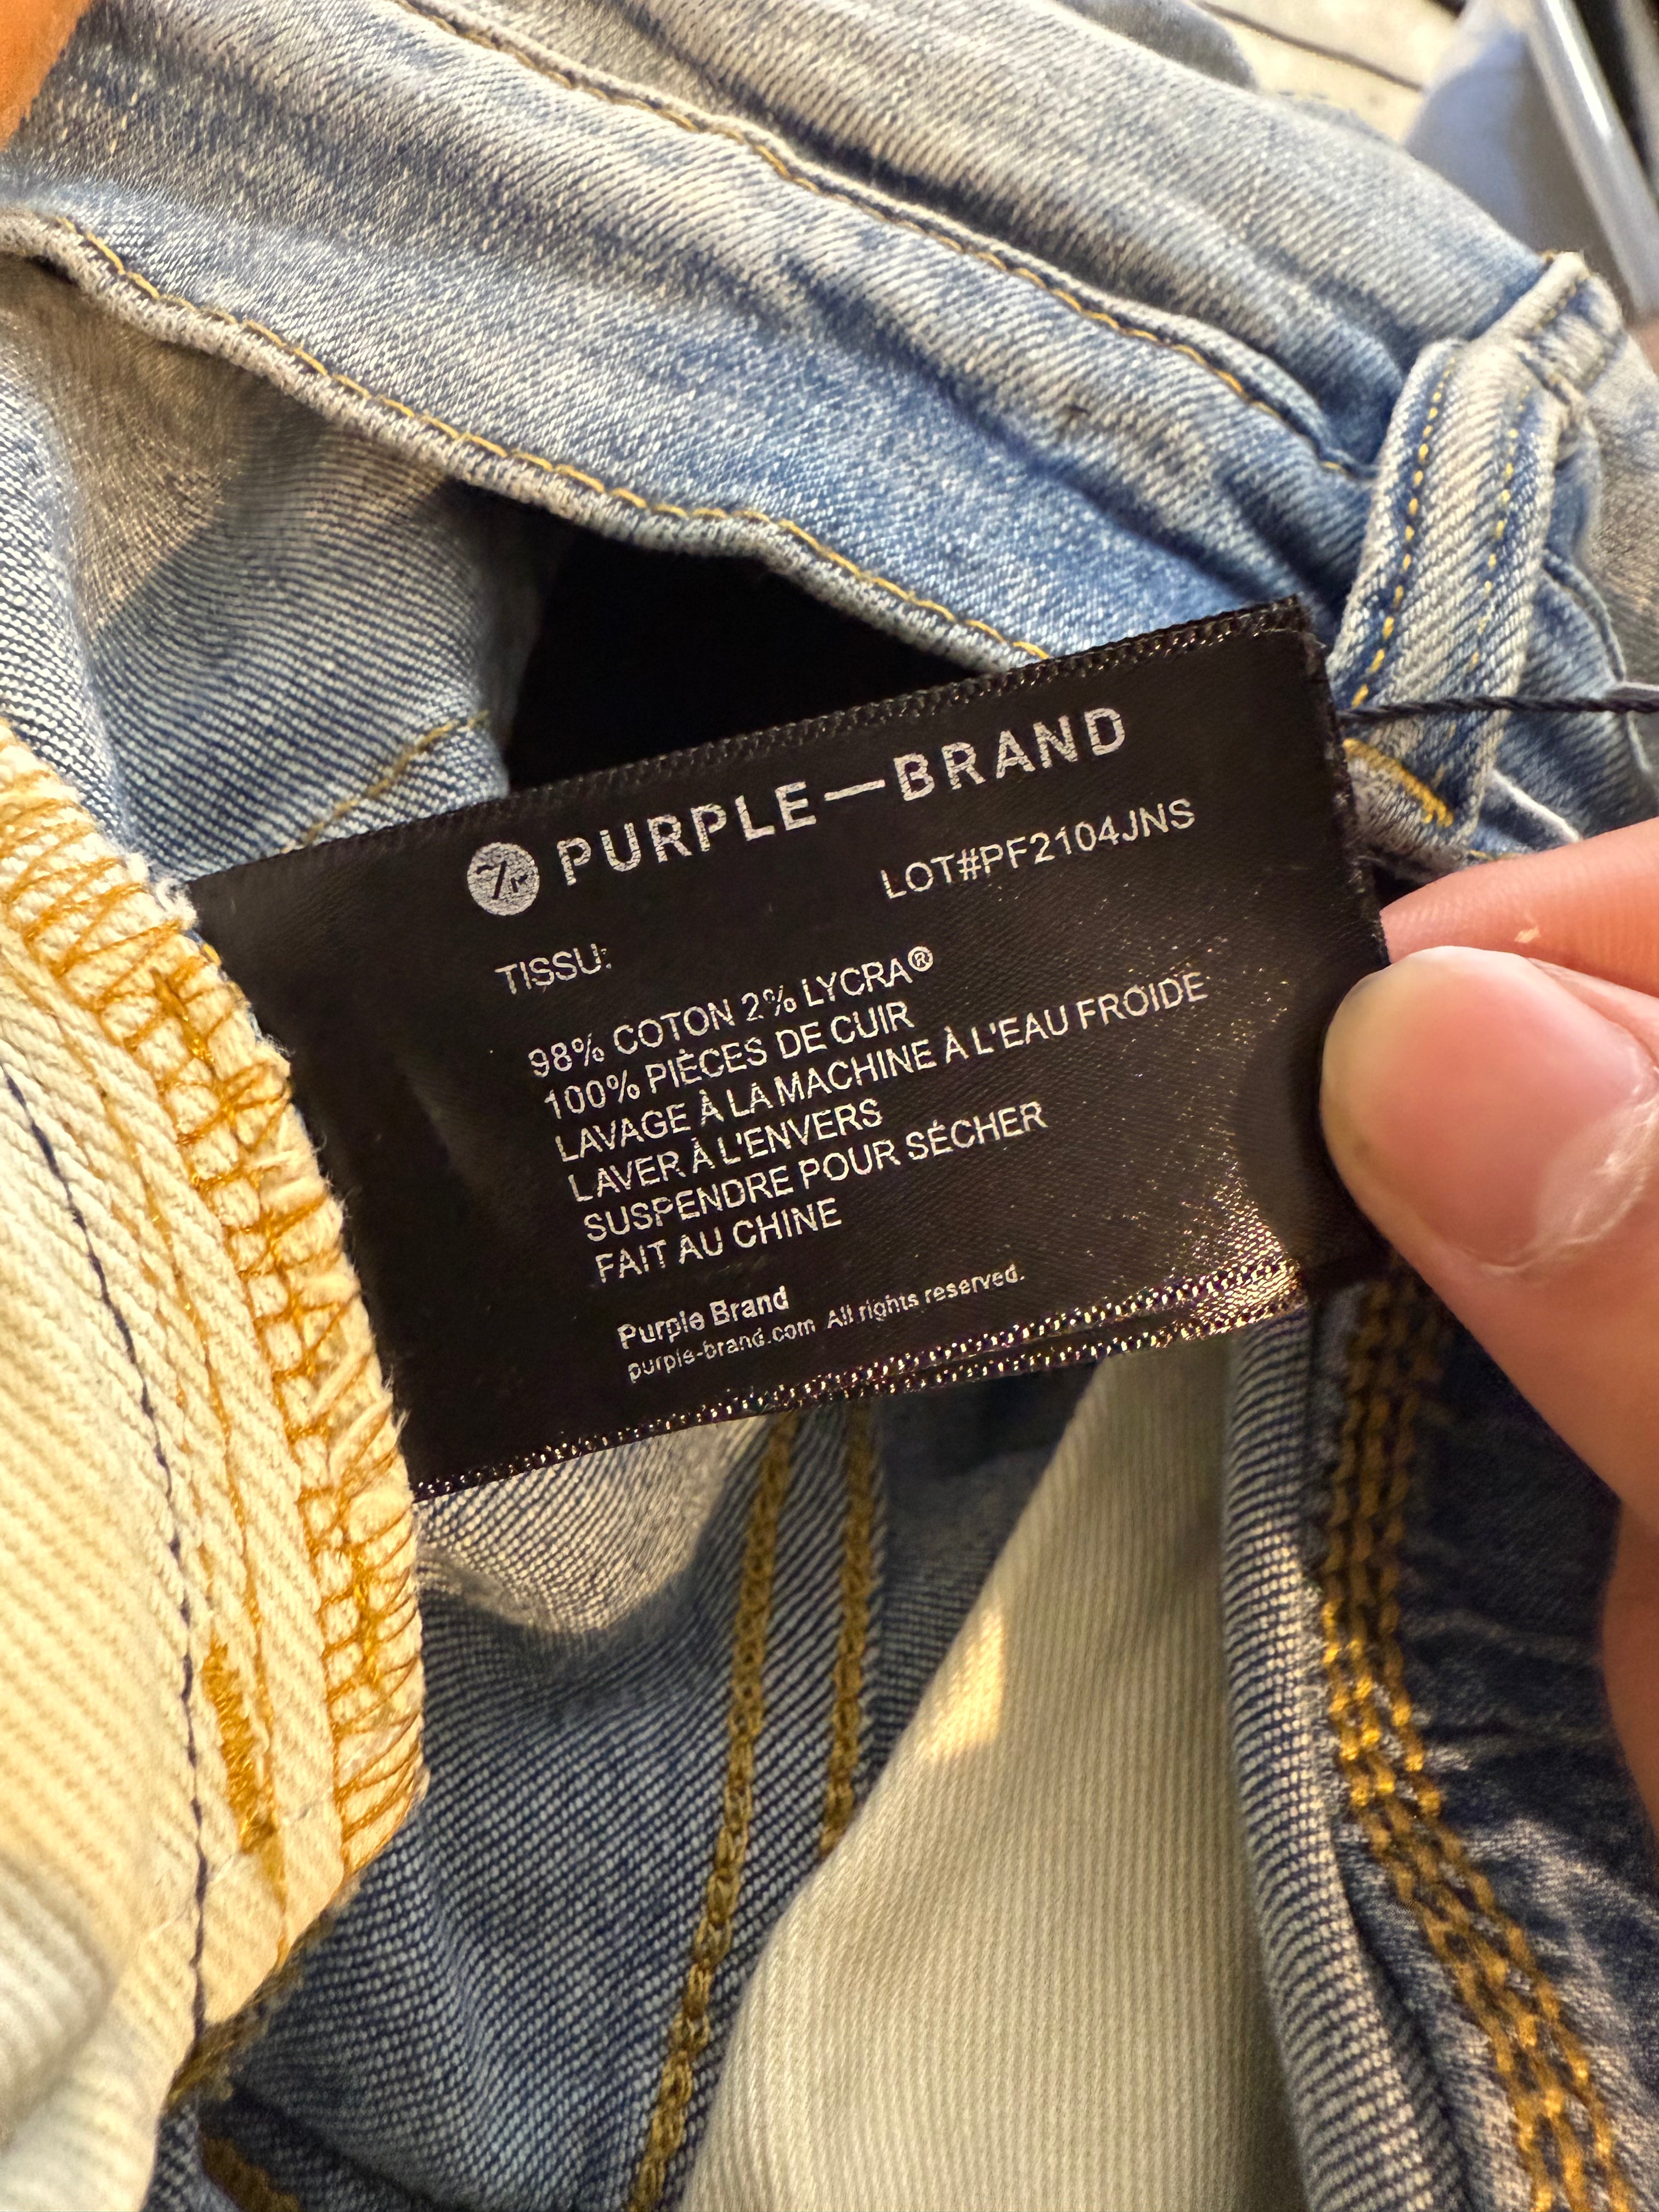 PURPLE—BRAND
LOT#PF2104JNS
TISSU:
98% COTON 2% LYCRA®
100% PIÈCES DE CUIR
LAVAGE À LA MACHINE À L'EAU FROIDE
LAVER À L'ENVERS
SUSPENDRE POUR SÉCHER
FAIT AU CHINE
Purple Brand
purple-brand.com All rights reserved.